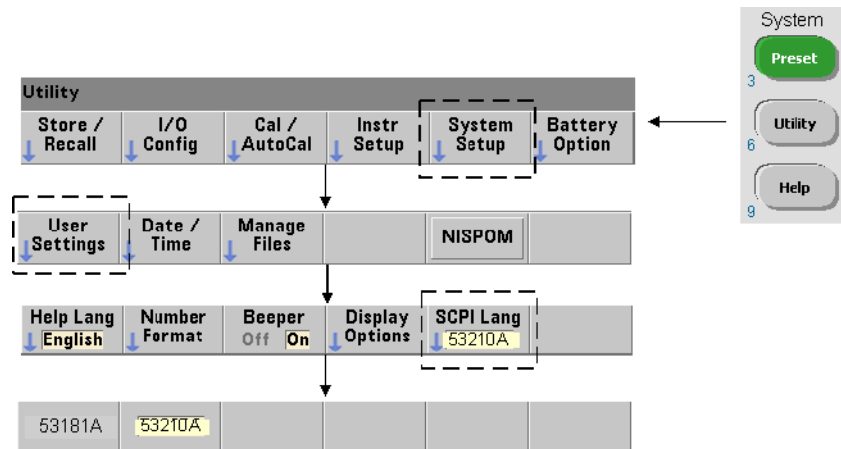 System
Preset
3
Utility
6
Help
9
Utility
Store / Recall
I/O Config
Cal / AutoCal
Instr Setup
System Setup
Battery Option
User Settings
Date / Time
Manage Files
NISPOM
Help Lang English
Number Format
Beeper Off On
Display Options
SCPI Lang 53210A
53181A
53210A